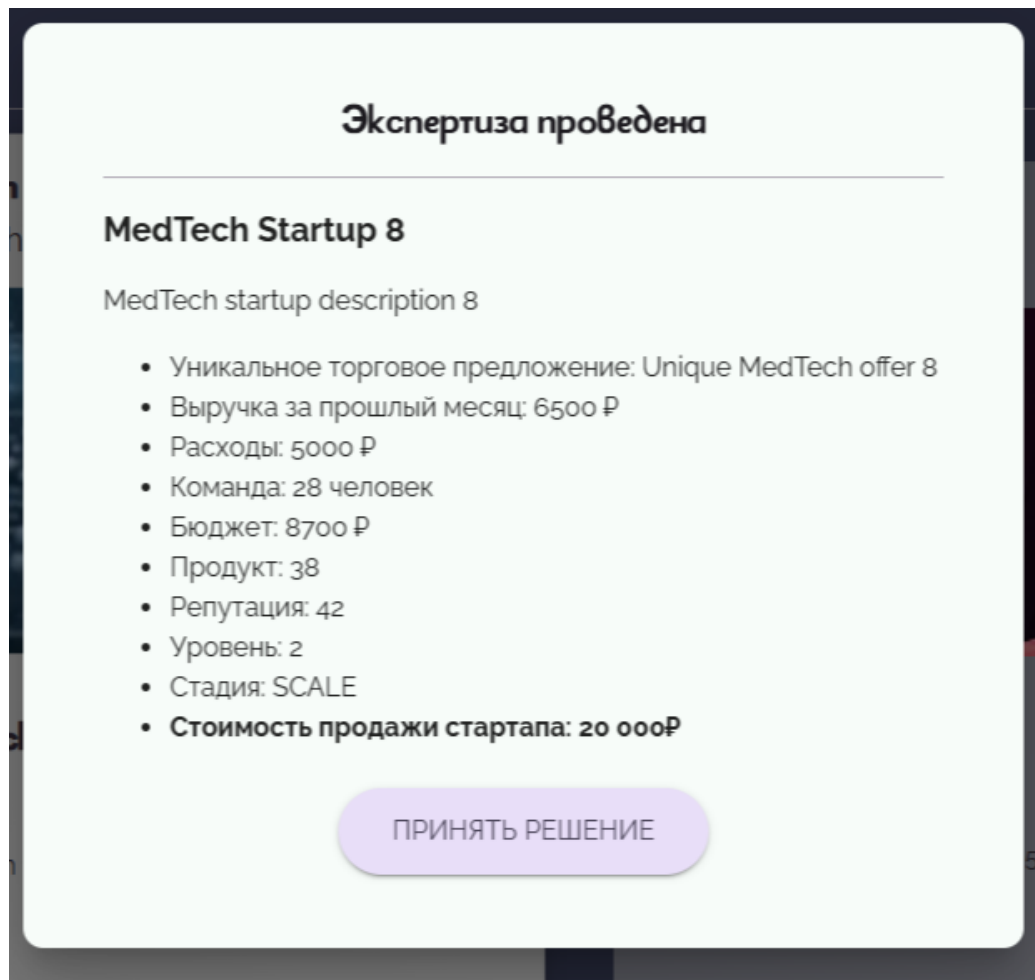 Экспертиза проведена
MedTech Startup 8
MedTech startup description 8
• Уникальное торговое предложение: Unique MedTech offer 8
• Выручка за прошлый месяц: 6500 ₽
• Расходы: 5000 ₽
• Команда: 28 человек
• Бюджет: 8700 ₽
• Продукт: 38
• Репутация: 42
• Уровень: 2
• Стадия: SCALE
• Стоимость продажи стартапа: 20 000₽
ПРИНЯТЬ РЕШЕНИЕ